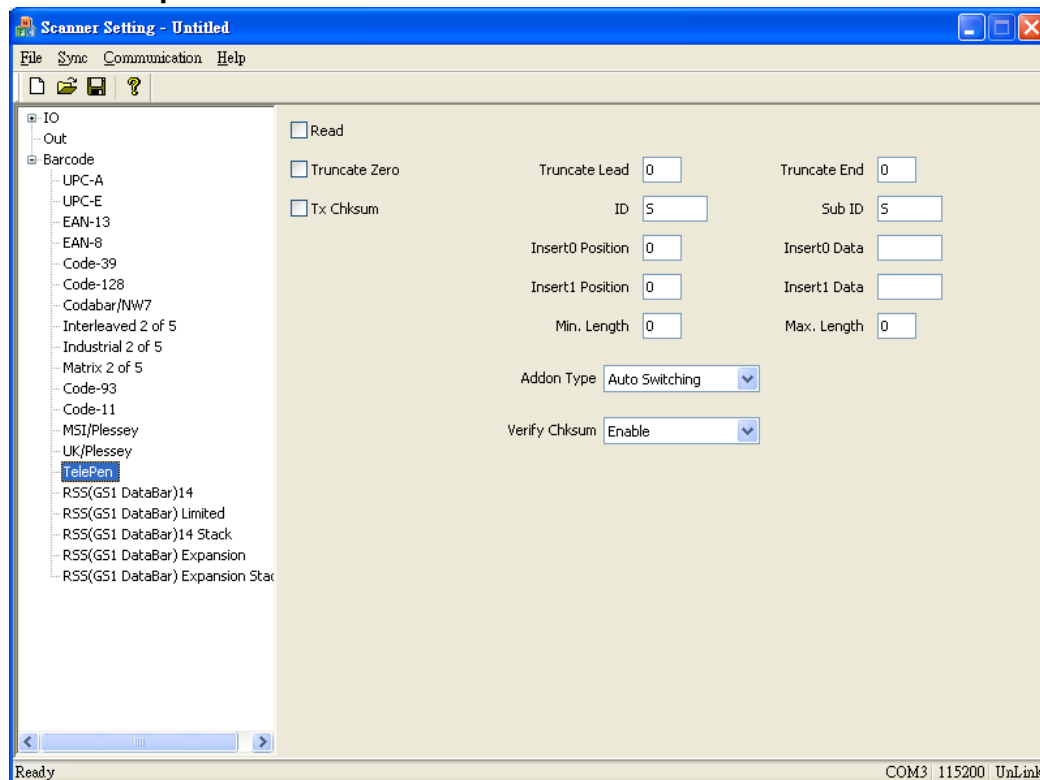 Scanner Setting - Untitled
File Sync Communication Help
IO
Out
Barcode
UPC-A
UPC-E
EAN-13
EAN-8
Code-39
Code-128
Codabar/NW7
Interleaved 2 of 5
Industrial 2 of 5
Matrix 2 of 5
Code-93
Code-11
MSI/Plessey
UK/Plessey
TelePen
RSS(GS1 DataBar)14
RSS(GS1 DataBar) Limited
RSS(GS1 DataBar)14 Stack
RSS(GS1 DataBar) Expansion
RSS(GS1 DataBar) Expansion Stac
Read
Truncate Zero Truncate Lead 0 Truncate End 0
Tx Chksum ID S Sub ID S
Insert0 Position 0 Insert0 Data
Insert1 Position 0 Insert1 Data
Min. Length 0 Max. Length 0
Addon Type Auto Switching
Verify Chksum Enable
Ready COM3 115200 UnLink